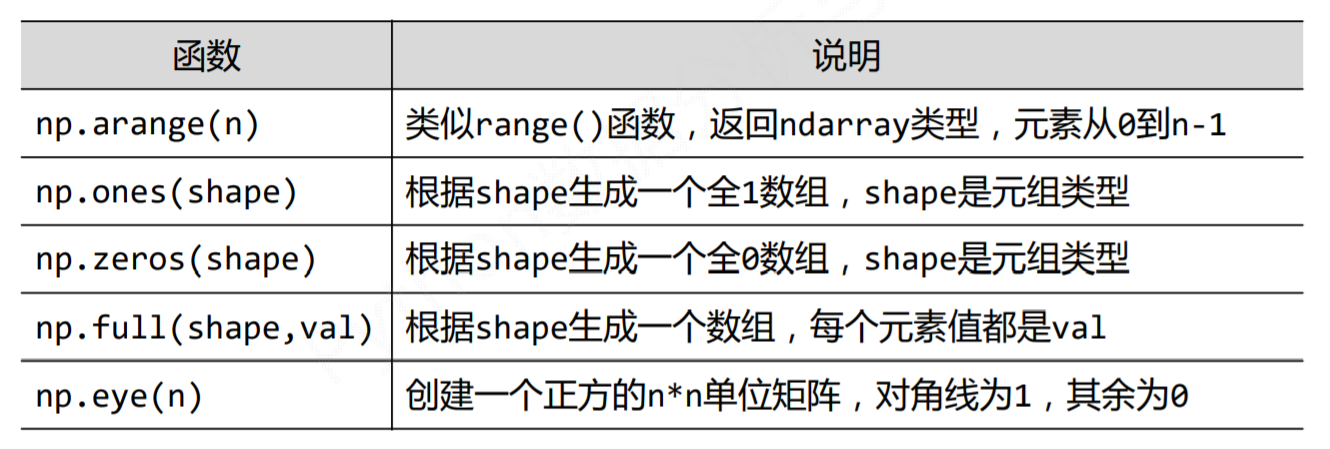 函数 说明
np.arange(n) 类似range()函数，返回ndarray类型，元素从0到n-1
np.ones(shape) 根据shape生成一个全1数组，shape是元组类型
np.zeros(shape) 根据shape生成一个全0数组，shape是元组类型
np.full(shape,val) 根据shape生成一个数组，每个元素值都是val
np.eye(n) 创建一个正方的n*n单位矩阵，对角线为1，其余为0